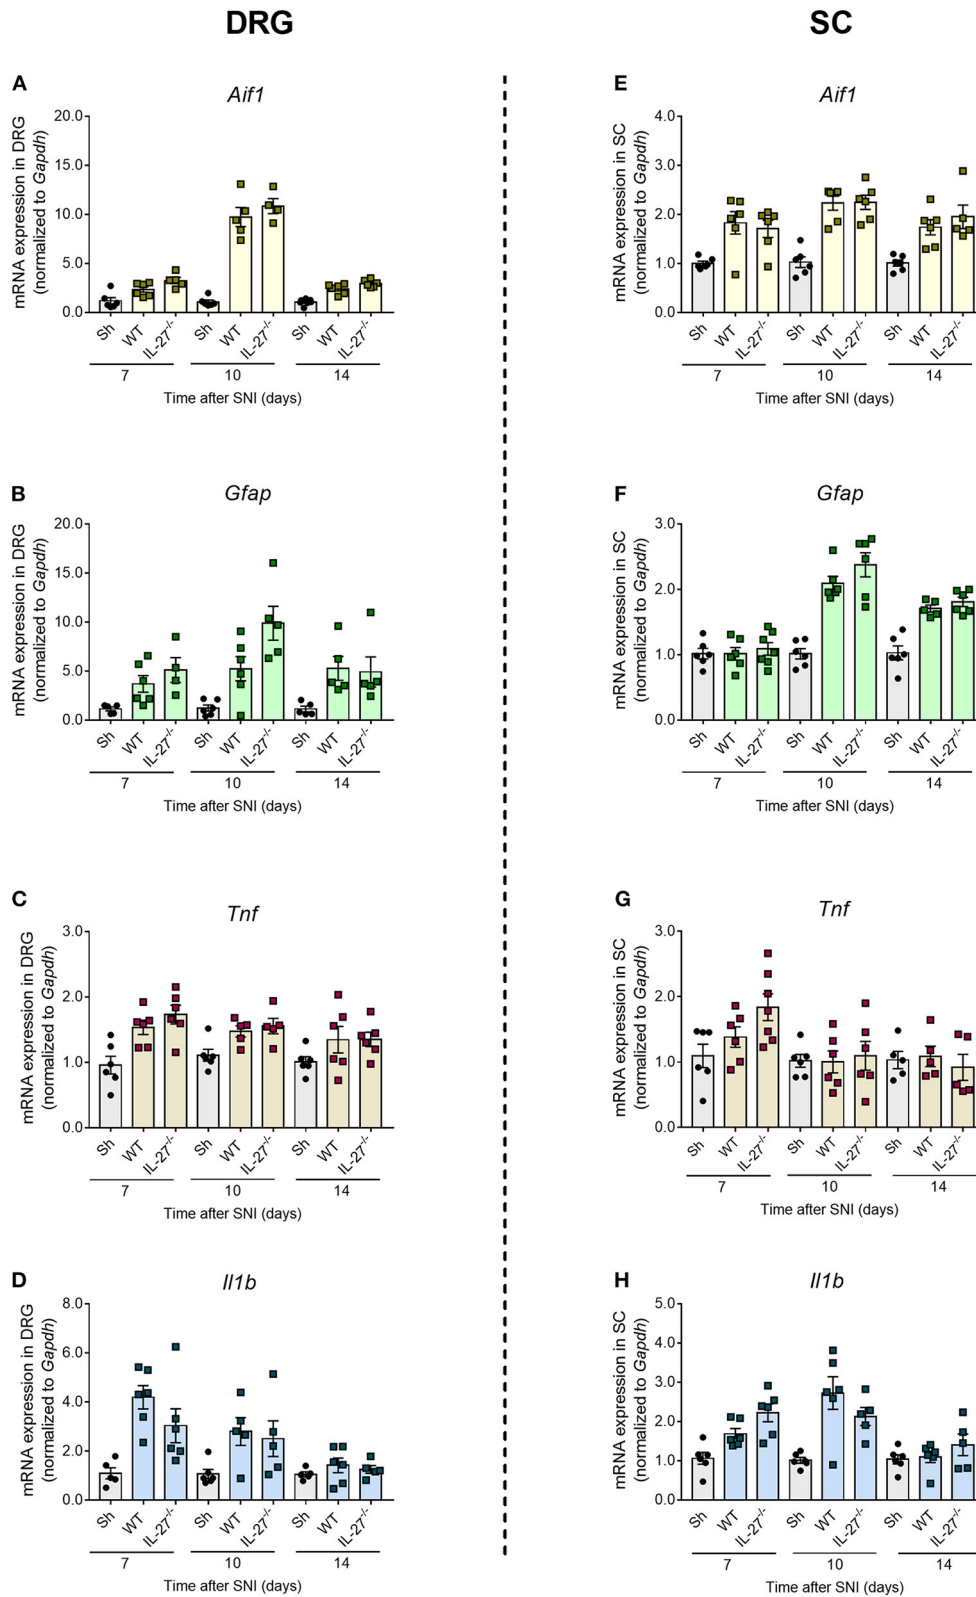 DRG
SC
A
Aif1
mRNA expression in DRG
(normalized to Gapdh)
20.0
15.0
10.0
5.0
0.0
Sh WT IL-27-/- Sh WT IL-27-/- Sh WT IL-27-/-
7 10 14
Time after SNI (days)
E
Aif1
mRNA expression in SC
(normalized to Gapdh)
4.0
3.0
2.0
1.0
0.0
Sh WT IL-27-/- Sh WT IL-27-/- Sh WT IL-27-/-
7 10 14
Time after SNI (days)
B
Gfap
mRNA expression in DRG
(normalized to Gapdh)
20.0
15.0
10.0
5.0
0.0
Sh WT IL-27-/- Sh WT IL-27-/- Sh WT IL-27-/-
7 10 14
Time after SNI (days)
F
Gfap
mRNA expression in SC
(normalized to Gapdh)
3.0
2.0
1.0
0.0
Sh WT IL-27-/- Sh WT IL-27-/- Sh WT IL-27-/-
7 10 14
Time after SNI (days)
C
Tnf
mRNA expression in DRG
(normalized to Gapdh)
3.0
2.0
1.0
0.0
Sh WT IL-27-/- Sh WT IL-27-/- Sh WT IL-27-/-
7 10 14
Time after SNI (days)
G
Tnf
mRNA expression in SC
(normalized to Gapdh)
3.0
2.0
1.0
0.0
Sh WT IL-27-/- Sh WT IL-27-/- Sh WT IL-27-/-
7 10 14
Time after SNI (days)
D
Il1b
mRNA expression in DRG
(normalized to Gapdh)
8.0
6.0
4.0
2.0
0.0
Sh WT IL-27-/- Sh WT IL-27-/- Sh WT IL-27-/-
7 10 14
Time after SNI (days)
H
Il1b
mRNA expression in SC
(normalized to Gapdh)
5.0
4.0
3.0
2.0
1.0
0.0
Sh WT IL-27-/- Sh WT IL-27-/- Sh WT IL-27-/-
7 10 14
Time after SNI (days)